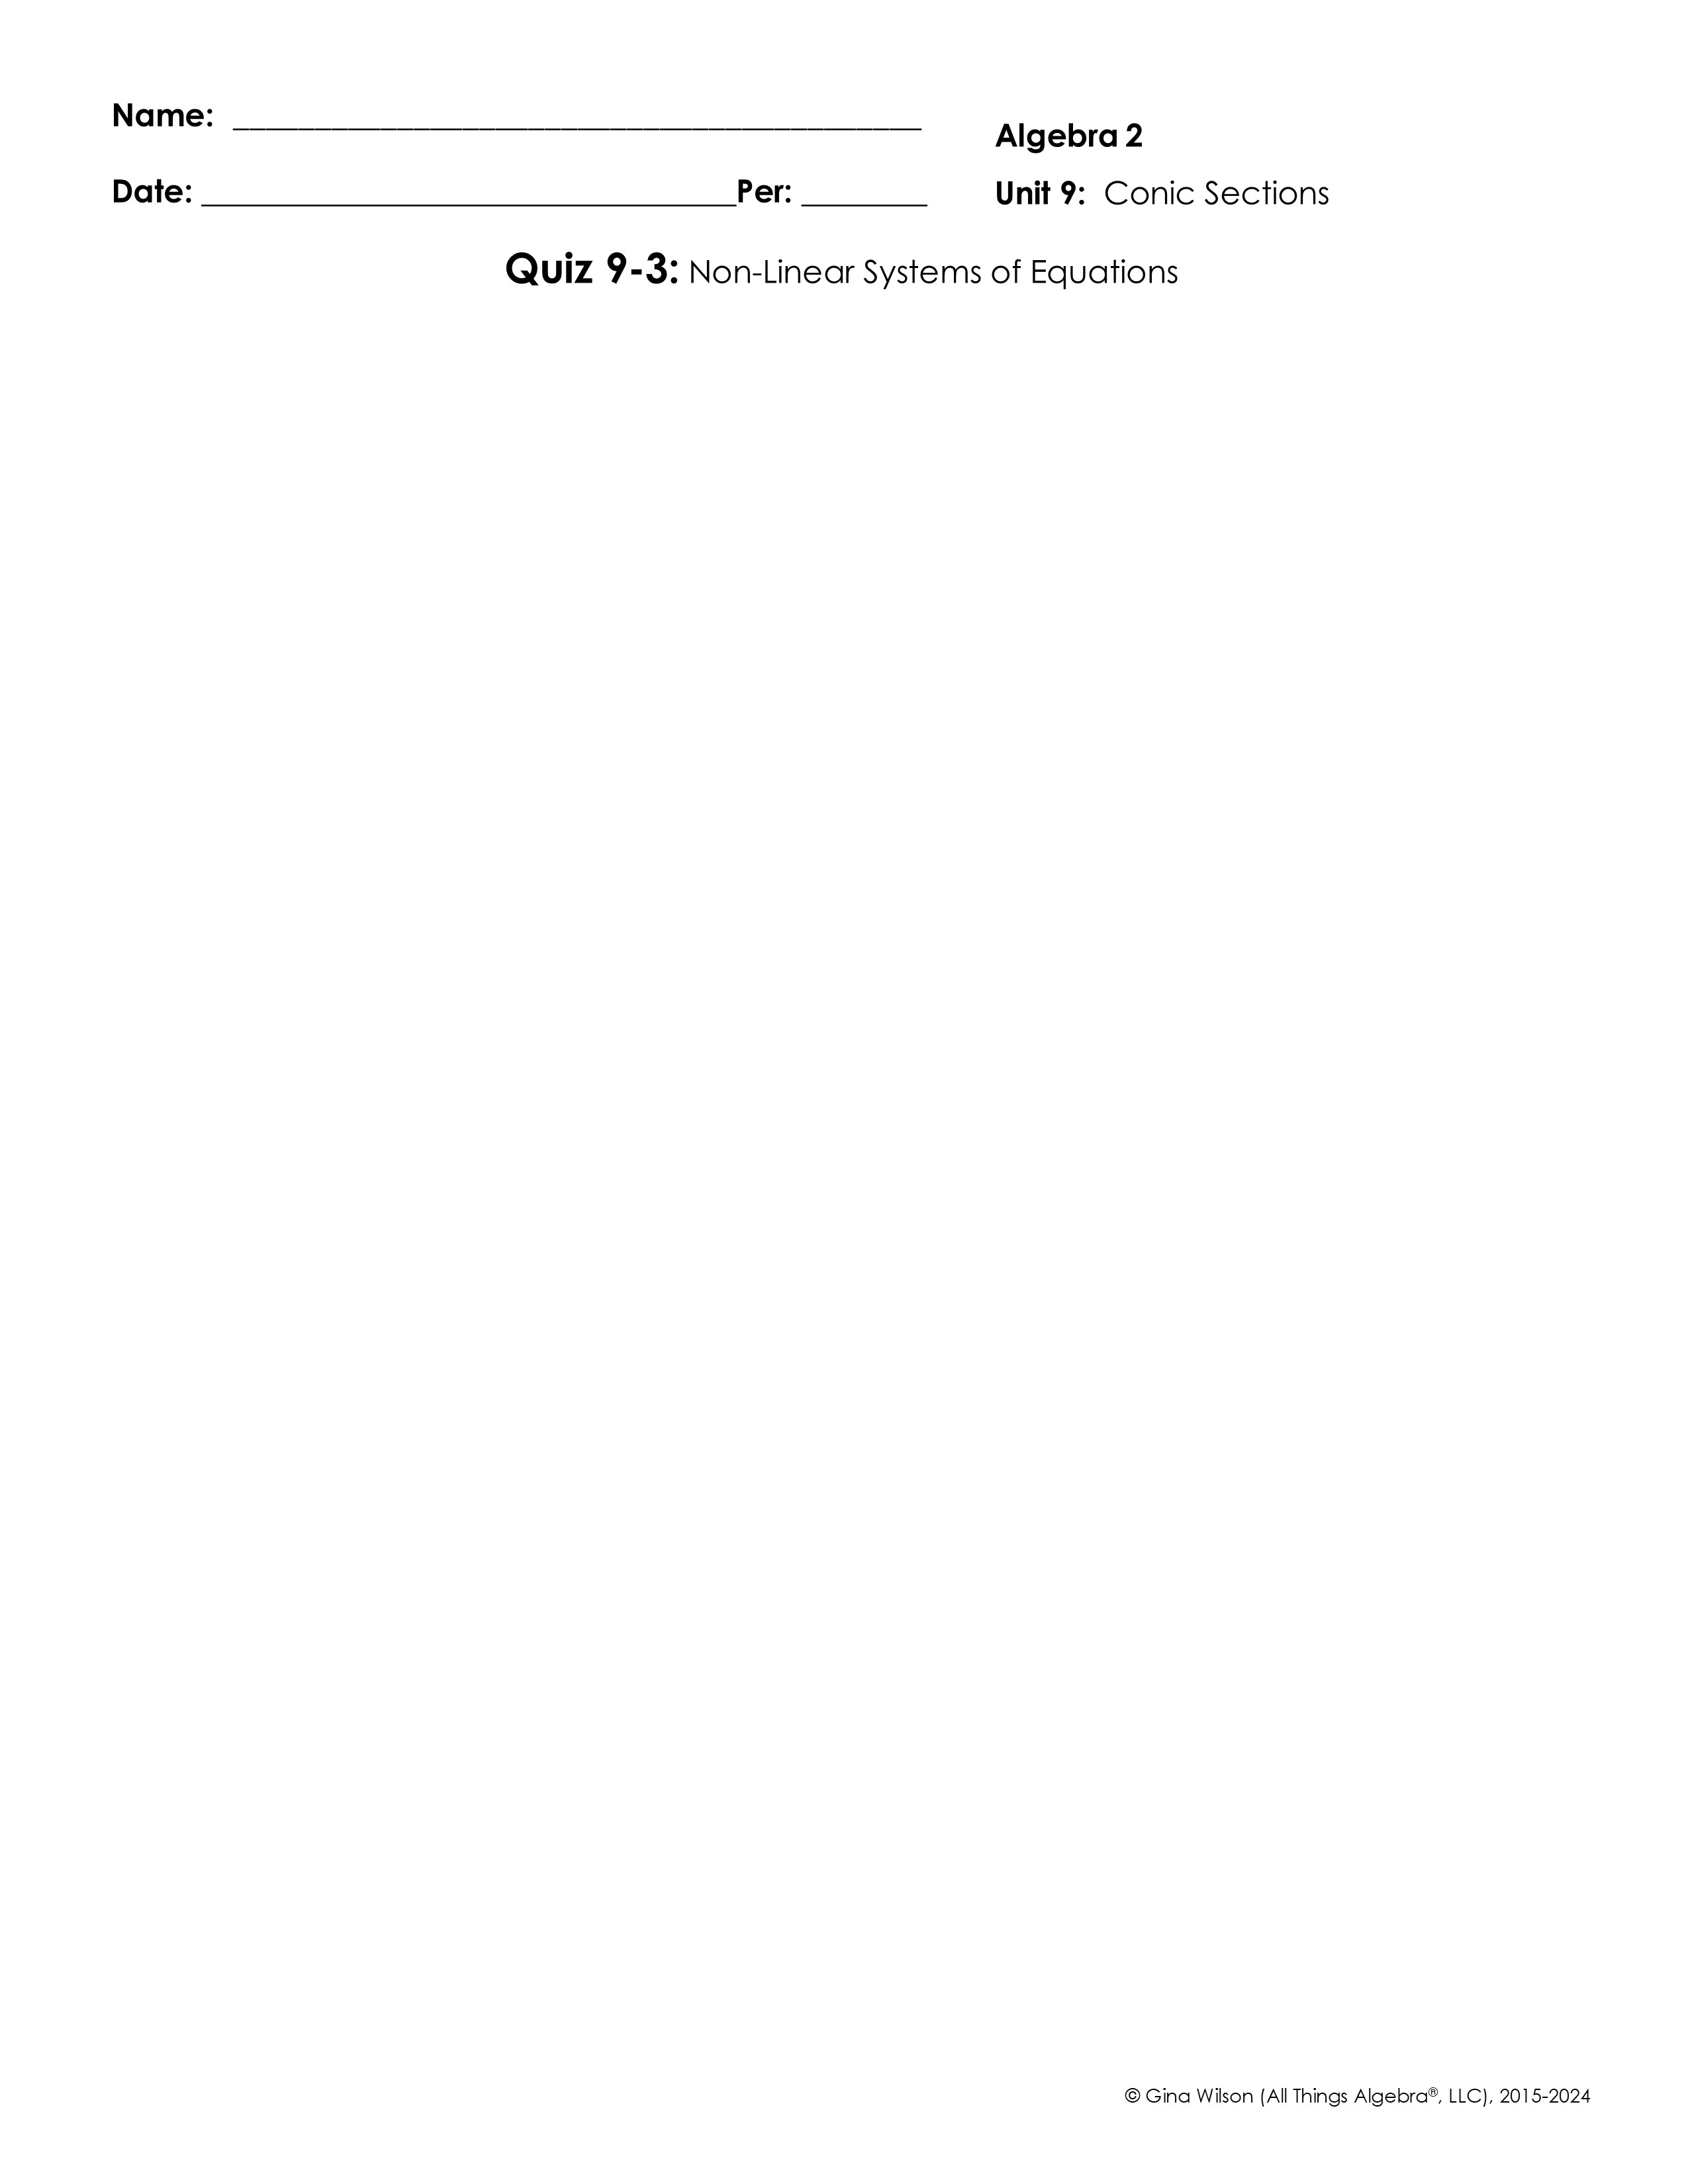 Name: ___________________________________________
Algebra 2
Date: __________________________________Per: ________
Unit 9: Conic Sections
Quiz 9-3: Non-Linear Systems of Equations
© Gina Wilson (All Things Algebra®, LLC), 2015-2024